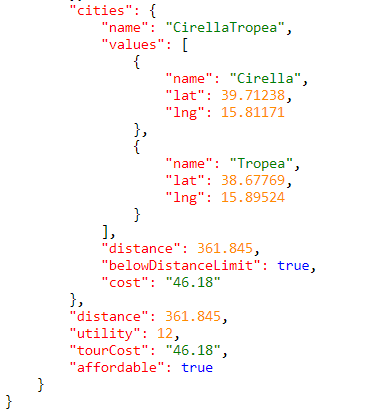 "cities": {
"name": "CirellaTropea",
"values": [
{
"name": "Cirella",
"lat": 39.71238,
"lng": 15.81171
},
{
"name": "Tropea",
"lat": 38.67769,
"lng": 15.89524
}
],
"distance": 361.845,
"belowDistanceLimit": true,
"cost": "46.18"
},
"distance": 361.845,
"utility": 12,
"tourCost": "46.18",
"affordable": true
}
}